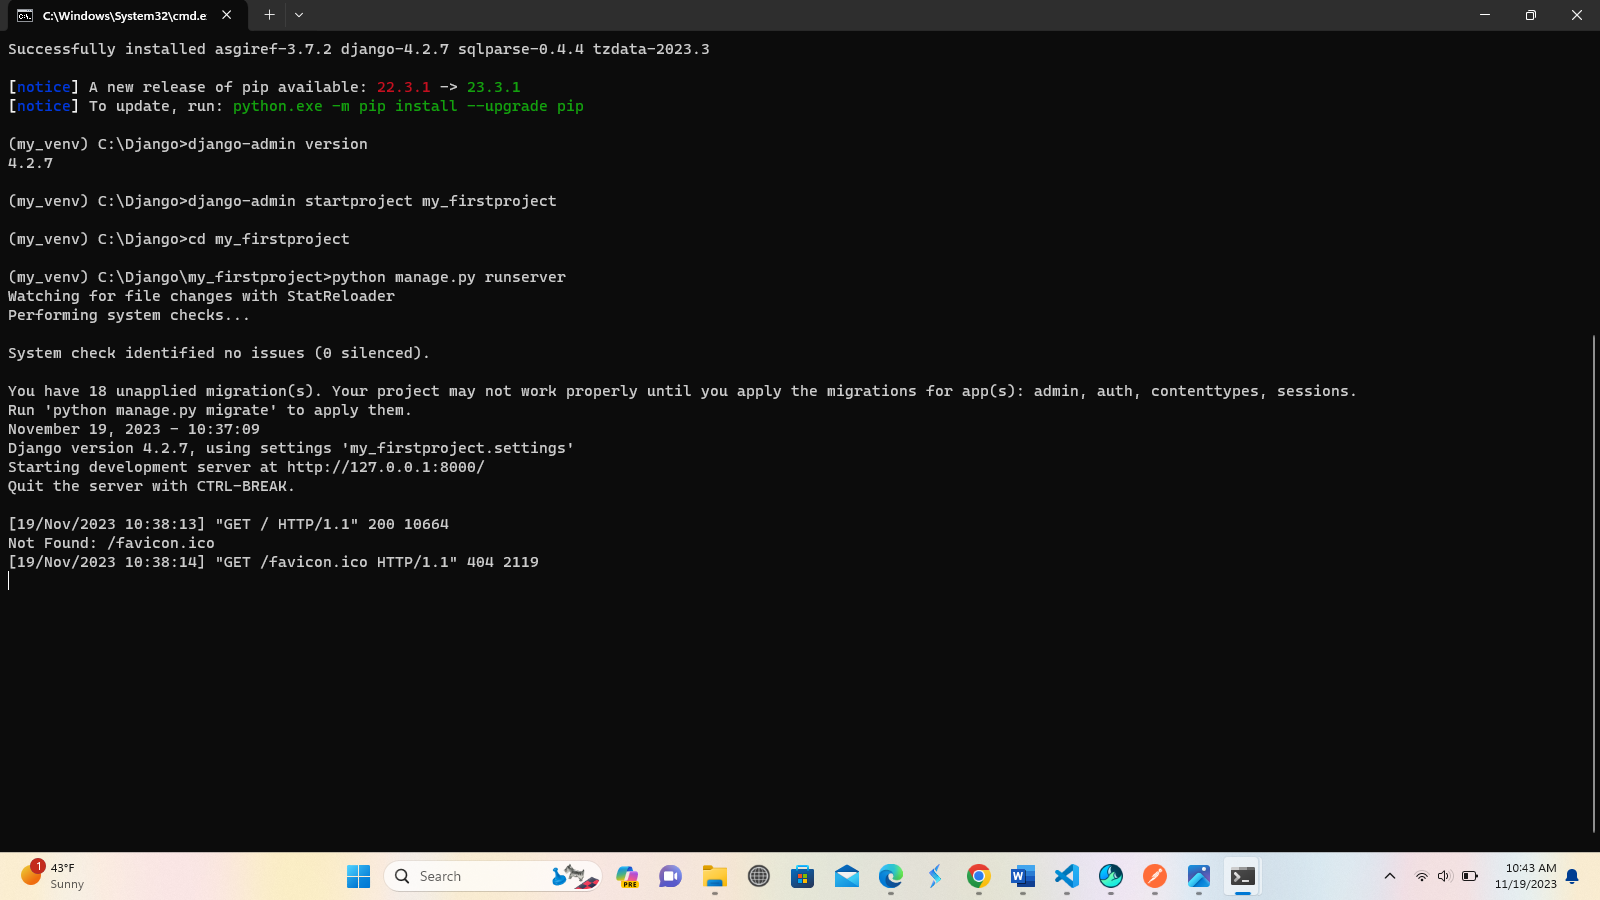 C:\Windows\System32\cmd.e
Successfully installed asgiref-3.7.2 django-4.2.7 sqlparse-0.4.4 tzdata-2023.3
[notice] A new release of pip available: 22.3.1 -> 23.3.1
[notice] To update, run: python.exe -m pip install --upgrade pip
(my_venv) C:\Django>django-admin version
4.2.7
(my_venv) C:\Django>django-admin startproject my_firstproject
(my_venv) C:\Django>cd my_firstproject
(my_venv) C:\Django\my_firstproject>python manage.py runserver
Watching for file changes with StatReloader
Performing system checks...
System check identified no issues (0 silenced).
You have 18 unapplied migration(s). Your project may not work properly until you apply the migrations for app(s): admin, auth, contenttypes, sessions.
Run 'python manage.py migrate' to apply them.
November 19, 2023 - 10:37:09
Django version 4.2.7, using settings 'my_firstproject.settings'
Starting development server at http://127.0.0.1:8000/
Quit the server with CTRL-BREAK.
[19/Nov/2023 10:38:13] "GET / HTTP/1.1" 200 10664
Not Found: /favicon.ico
[19/Nov/2023 10:38:14] "GET /favicon.ico HTTP/1.1" 404 2119
1
43°F
Sunny
Search
PRE
W
10:43 AM
11/19/2023